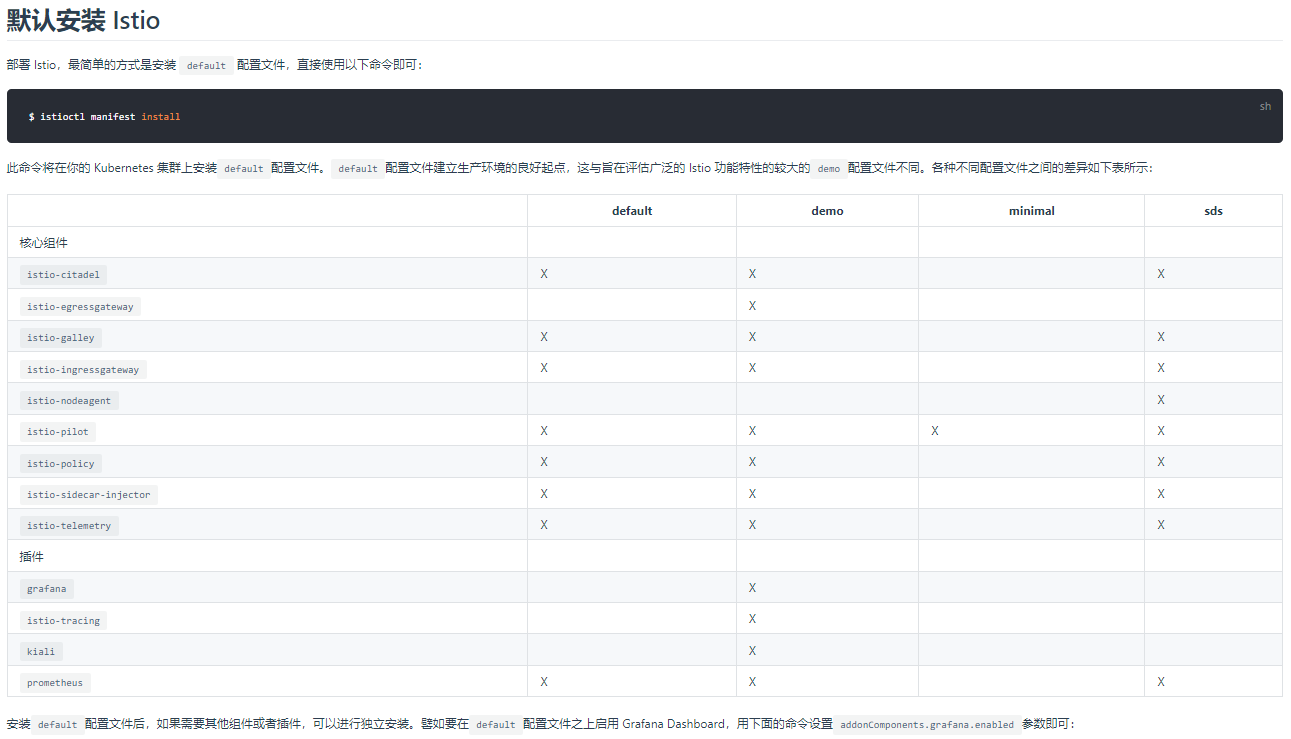 默认安装 Istio
部署 Istio，最简单的方式是安装 default 配置文件，直接使用以下命令即可：
sh
$ istioctl manifest install
此命令将在你的 Kubernetes 集群上安装 default 配置文件。 default 配置文件建立生产环境的良好起点，这与旨在评估广泛的 Istio 功能特性的较大的 demo 配置文件不同。各种不同配置文件之间的差异如下表所示：
default demo minimal sds
核心组件
istio-citadel X X X
istio-egressgateway X
istio-galley X X X
istio-ingressgateway X X X
istio-nodeagent X
istio-pilot X X X X
istio-policy X X X
istio-sidecar-injector X X X
istio-telemetry X X X
插件
grafana X
istio-tracing X
kiali X
prometheus X X X
安装 default 配置文件后，如果需要其他组件或者插件，可以进行独立安装。譬如要在 default 配置文件之上启用 Grafana Dashboard，用下面的命令设置 addonComponents.grafana.enabled 参数即可：